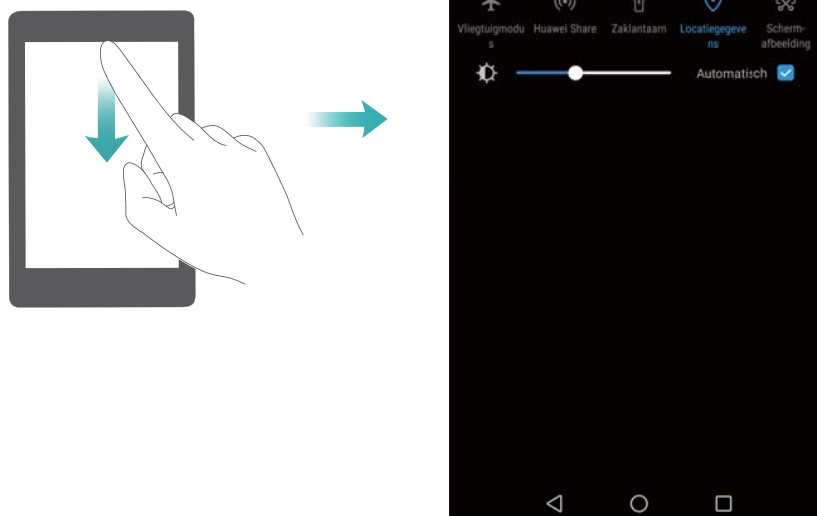 Vliegtuigmodu Huawei Share Zaklantaarn Locatiegegeve Scherm-
s ns afbeelding
Automatisch